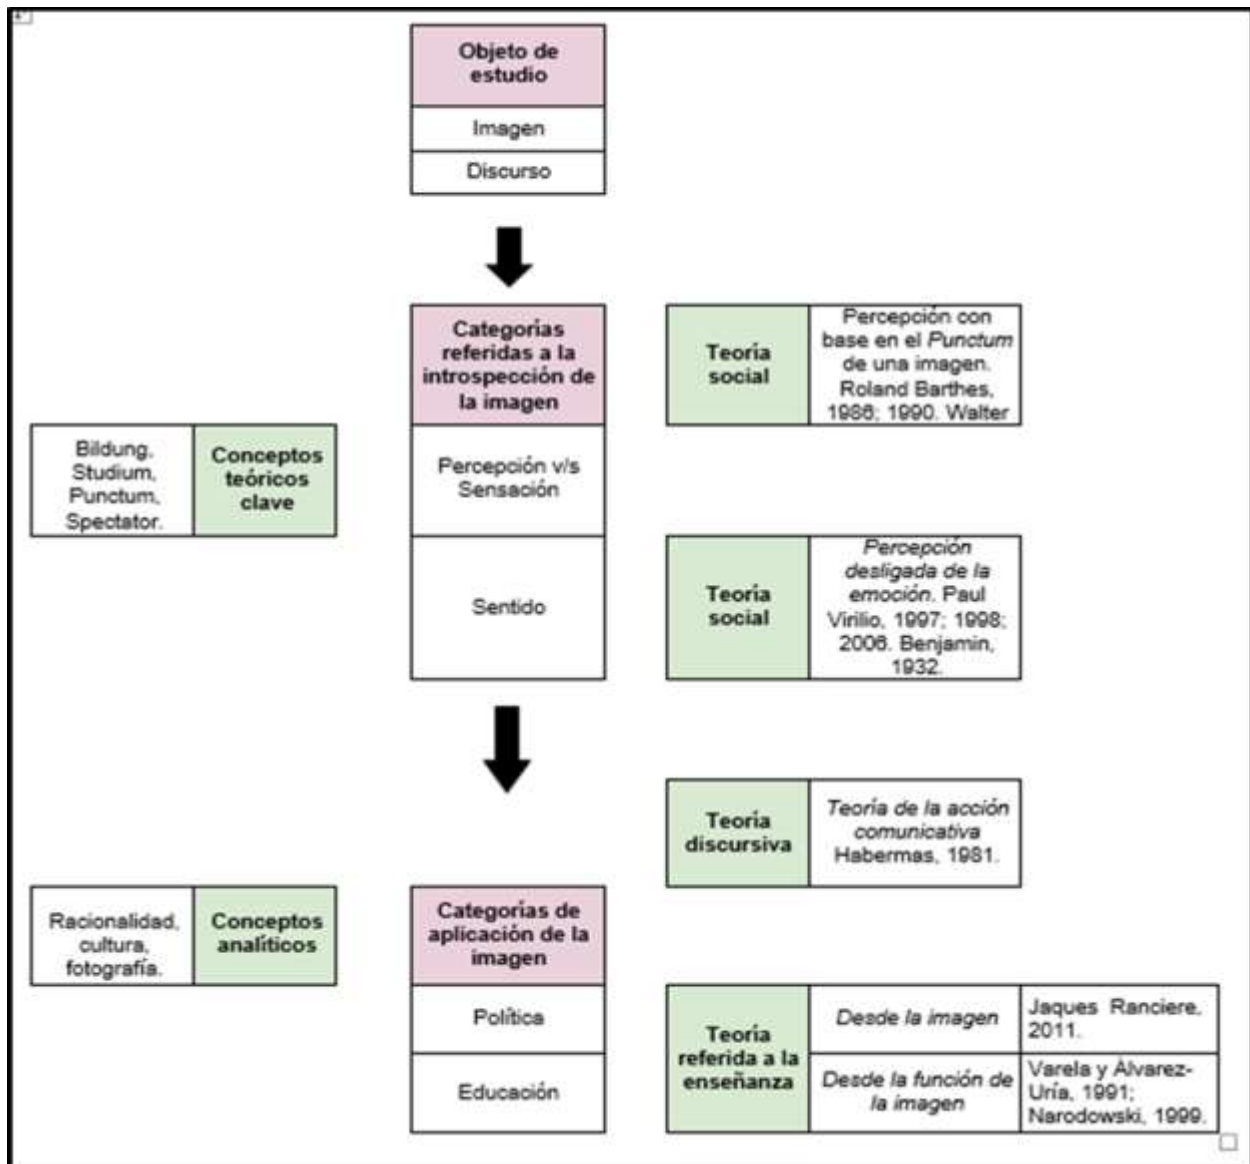 Objeto de
estudio
Imagen
Discurso
Categorías
referidas a la
introspección de
la imagen
Teoría
social
Percepción con
base en el Punctum
de una imagen.
Roland Barthes,
1986; 1990. Walter
Bildung,
Studium,
Punctum,
Spectator.
Conceptos
teóricos
clave
Percepción v/s
Sensación
Sentido
Teoría
social
Percepción
desligada de la
emoción. Paul
Virilio, 1997; 1998;
2006. Benjamin,
1932.
Teoría
discursiva
Teoría de la acción
comunicativa
Habermas, 1981.
Racionalidad,
cultura,
fotografía.
Conceptos
analíticos
Categorías de
aplicación de la
imagen
Política
Educación
Teoría
referida a la
enseñanza
Desde la imagen
Jaques Ranciere,
2011.
Desde la función de
la imagen
Varela y Álvarez-
Uría, 1991;
Narodowski, 1999.